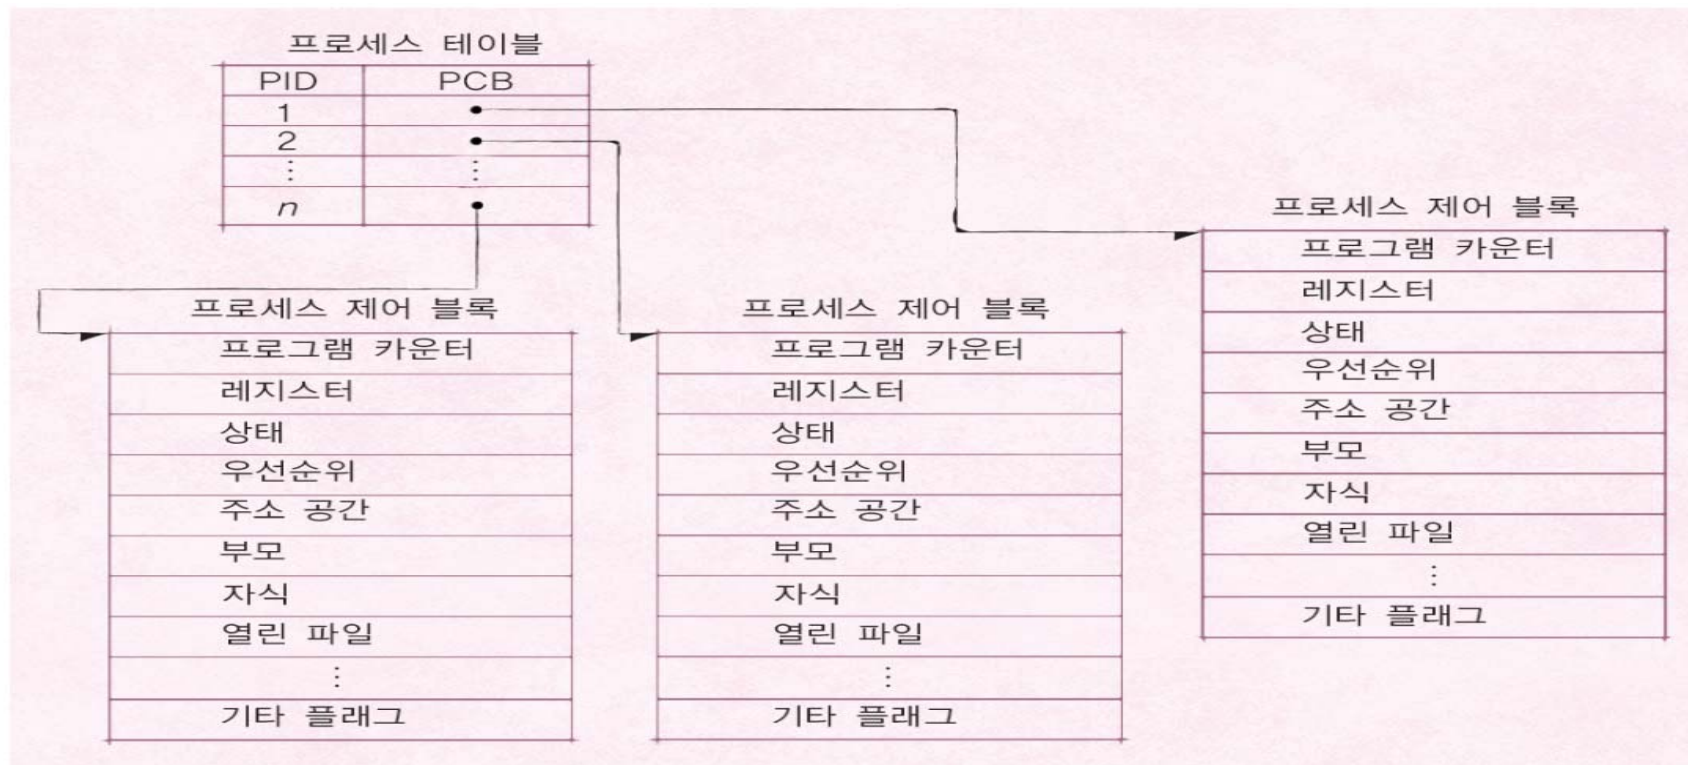 프로세스 테이블
PID PCB
1
2
⋮ ⋮
n
프로세스 제어 블록
프로그램 카운터
레지스터
상태
우선순위
주소 공간
부모
자식
열린 파일
⋮
기타 플래그
프로세스 제어 블록
프로그램 카운터
레지스터
상태
우선순위
주소 공간
부모
자식
열린 파일
⋮
기타 플래그
프로세스 제어 블록
프로그램 카운터
레지스터
상태
우선순위
주소 공간
부모
자식
열린 파일
⋮
기타 플래그